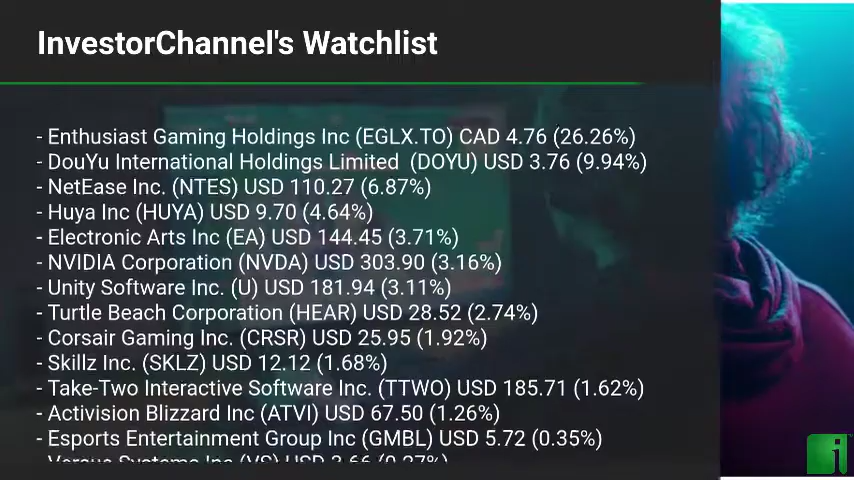 InvestorChannel's Watchlist
- Enthusiast Gaming Holdings Inc (EGLX.TO) CAD 4.76 (26.26%)
- DouYu International Holdings Limited  (DOYU) USD 3.76 (9.94%)
- NetEase Inc. (NTES) USD 110.27 (6.87%)
- Huya Inc (HUYA) USD 9.70 (4.64%)
- Electronic Arts Inc (EA) USD 144.45 (3.71%)
- NVIDIA Corporation (NVDA) USD 303.90 (3.16%)
- Unity Software Inc. (U) USD 181.94 (3.11%)
- Turtle Beach Corporation (HEAR) USD 28.52 (2.74%)
- Corsair Gaming Inc. (CRSR) USD 25.95 (1.92%)
- Skillz Inc. (SKLZ) USD 12.12 (1.68%)
- Take-Two Interactive Software Inc. (TTWO) USD 185.71 (1.62%)
- Activision Blizzard Inc (ATVI) USD 67.50 (1.26%)
- Esports Entertainment Group Inc (GMBL) USD 5.72 (0.35%)
Versus Systems Inc (VS) USD
i